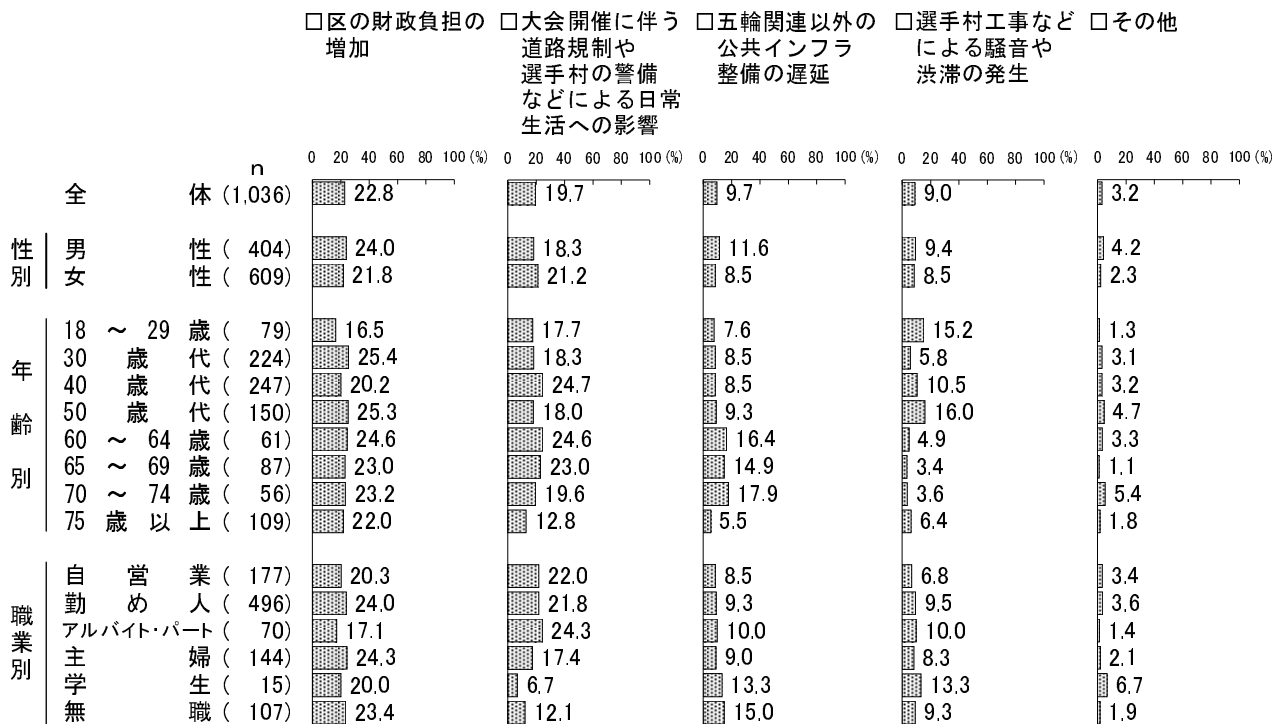 □区の財政負担の
増加
□大会開催に伴う
道路規制や
選手村の警備
などによる日常
生活への影響
□五輪関連以外の
公共インフラ
整備の遅延
□選手村工事など
による騒音や
渋滞の発生
□その他
n
0 20 40 60 80 100 (%) 0 20 40 60 80 100 (%) 0 20 40 60 80 100 (%) 0 20 40 60 80 100 (%) 0 20 40 60 80 100 (%)
全体 (1,036) 22.8 19.7 9.7 9.0 3.2
性別
男性 ( 404) 24.0 18.3 11.6 9.4 4.2
女性 ( 609) 21.8 21.2 8.5 8.5 2.3
年齢別
18 ～ 29 歳 ( 79) 16.5 17.7 7.6 15.2 1.3
30 歳代 ( 224) 25.4 18.3 8.5 5.8 3.1
40 歳代 ( 247) 20.2 24.7 8.5 10.5 3.2
50 歳代 ( 150) 25.3 18.0 9.3 16.0 4.7
60 ～ 64 歳 ( 61) 24.6 24.6 16.4 4.9 3.3
65 ～ 69 歳 ( 87) 23.0 23.0 14.9 3.4 1.1
70 ～ 74 歳 ( 56) 23.2 19.6 17.9 3.6 5.4
75 歳以上 ( 109) 22.0 12.8 5.5 6.4 1.8
職業別
自営業 ( 177) 20.3 22.0 8.5 6.8 3.4
勤め人 ( 496) 24.0 21.8 9.3 9.5 3.6
アルバイト・パート ( 70) 17.1 24.3 10.0 10.0 1.4
主婦 ( 144) 24.3 17.4 9.0 8.3 2.1
学生 ( 15) 20.0 6.7 13.3 13.3 6.7
無職 ( 107) 23.4 12.1 15.0 9.3 1.9